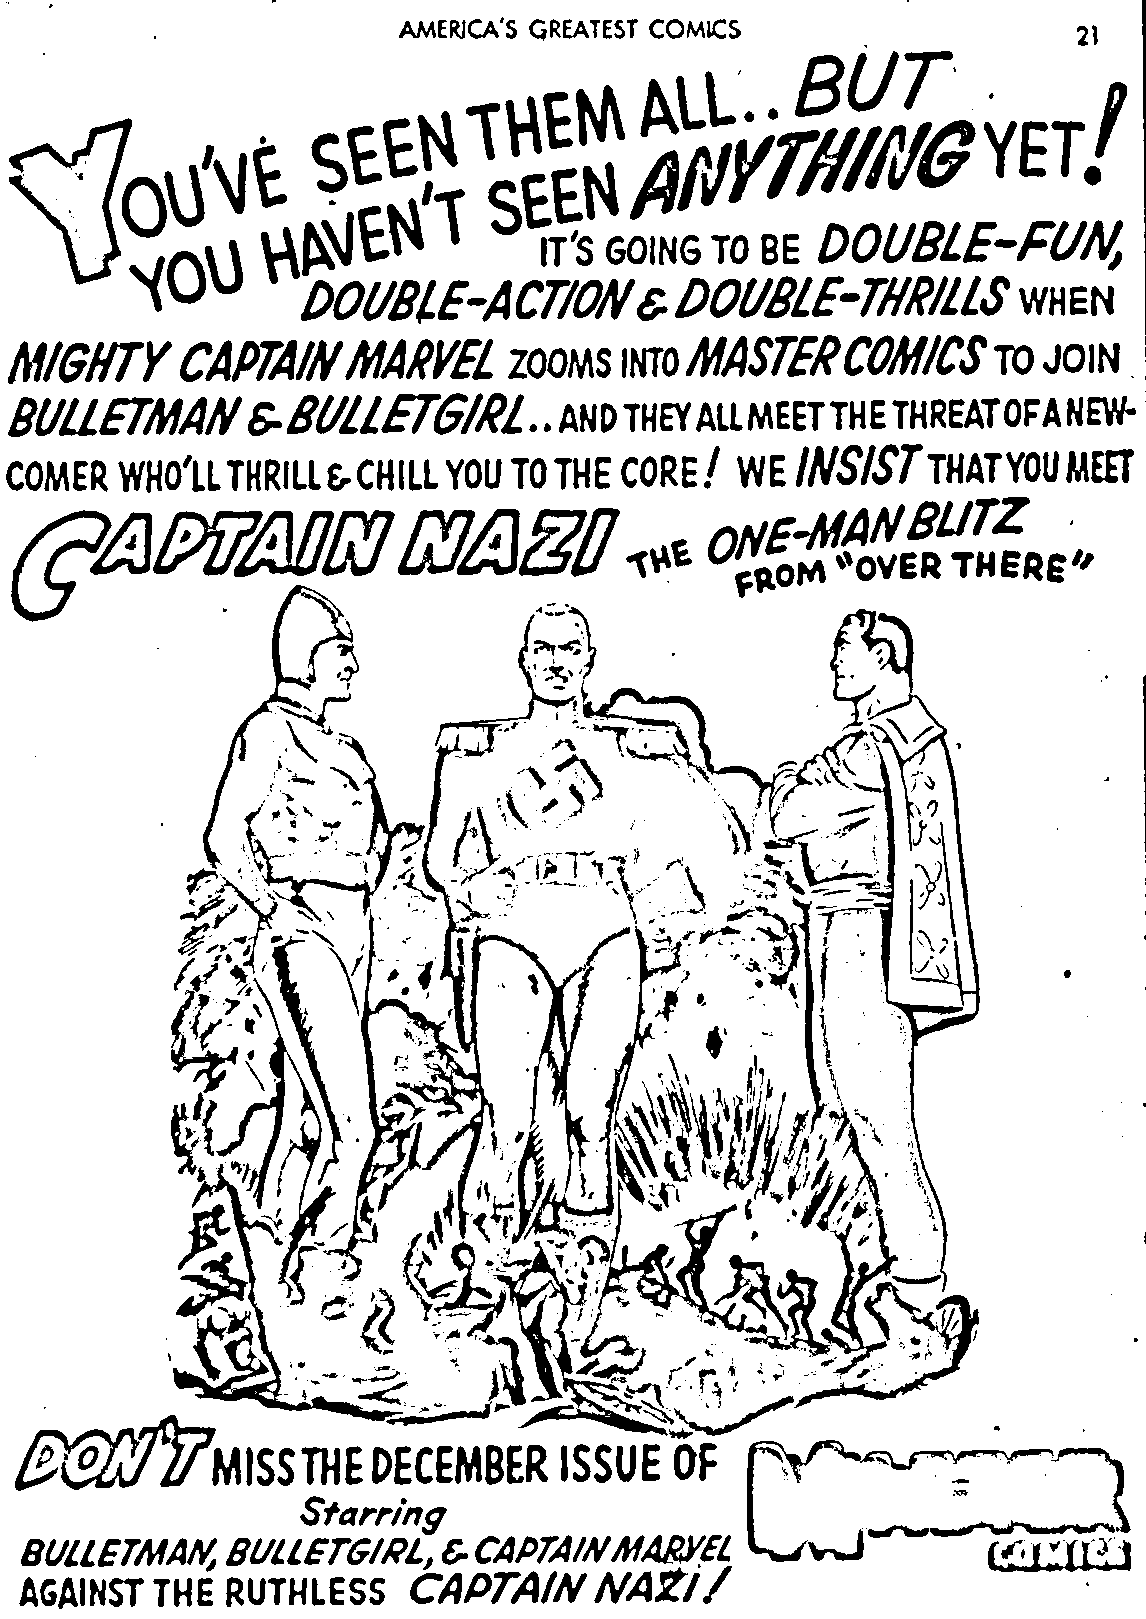 AMERICA'S GREATEST COMICS
21
YOU'VE SEEN THEM ALL.. BUT
YOU HAVEN'T SEEN ANYTHING YET!
IT'S GOING TO BE DOUBLE-FUN,
DOUBLE-ACTION & DOUBLE-THRILLS WHEN
MIGHTY CAPTAIN MARVEL ZOOMS INTO MASTER COMICS TO JOIN
BULLETMAN & BULLETGIRL.. AND THEY ALL MEET THE THREAT OF A NEW-
COMER WHO'LL THRILL & CHILL YOU TO THE CORE! WE INSIST THAT YOU MEET
CAPTAIN NAZI THE ONE-MAN BLITZ
FROM "OVER THERE"
DON'T MISS THE DECEMBER ISSUE OF
COMICS
Starring
BULLETMAN, BULLETGIRL, & CAPTAIN MARVEL
AGAINST THE RUTHLESS CAPTAIN NAZI!